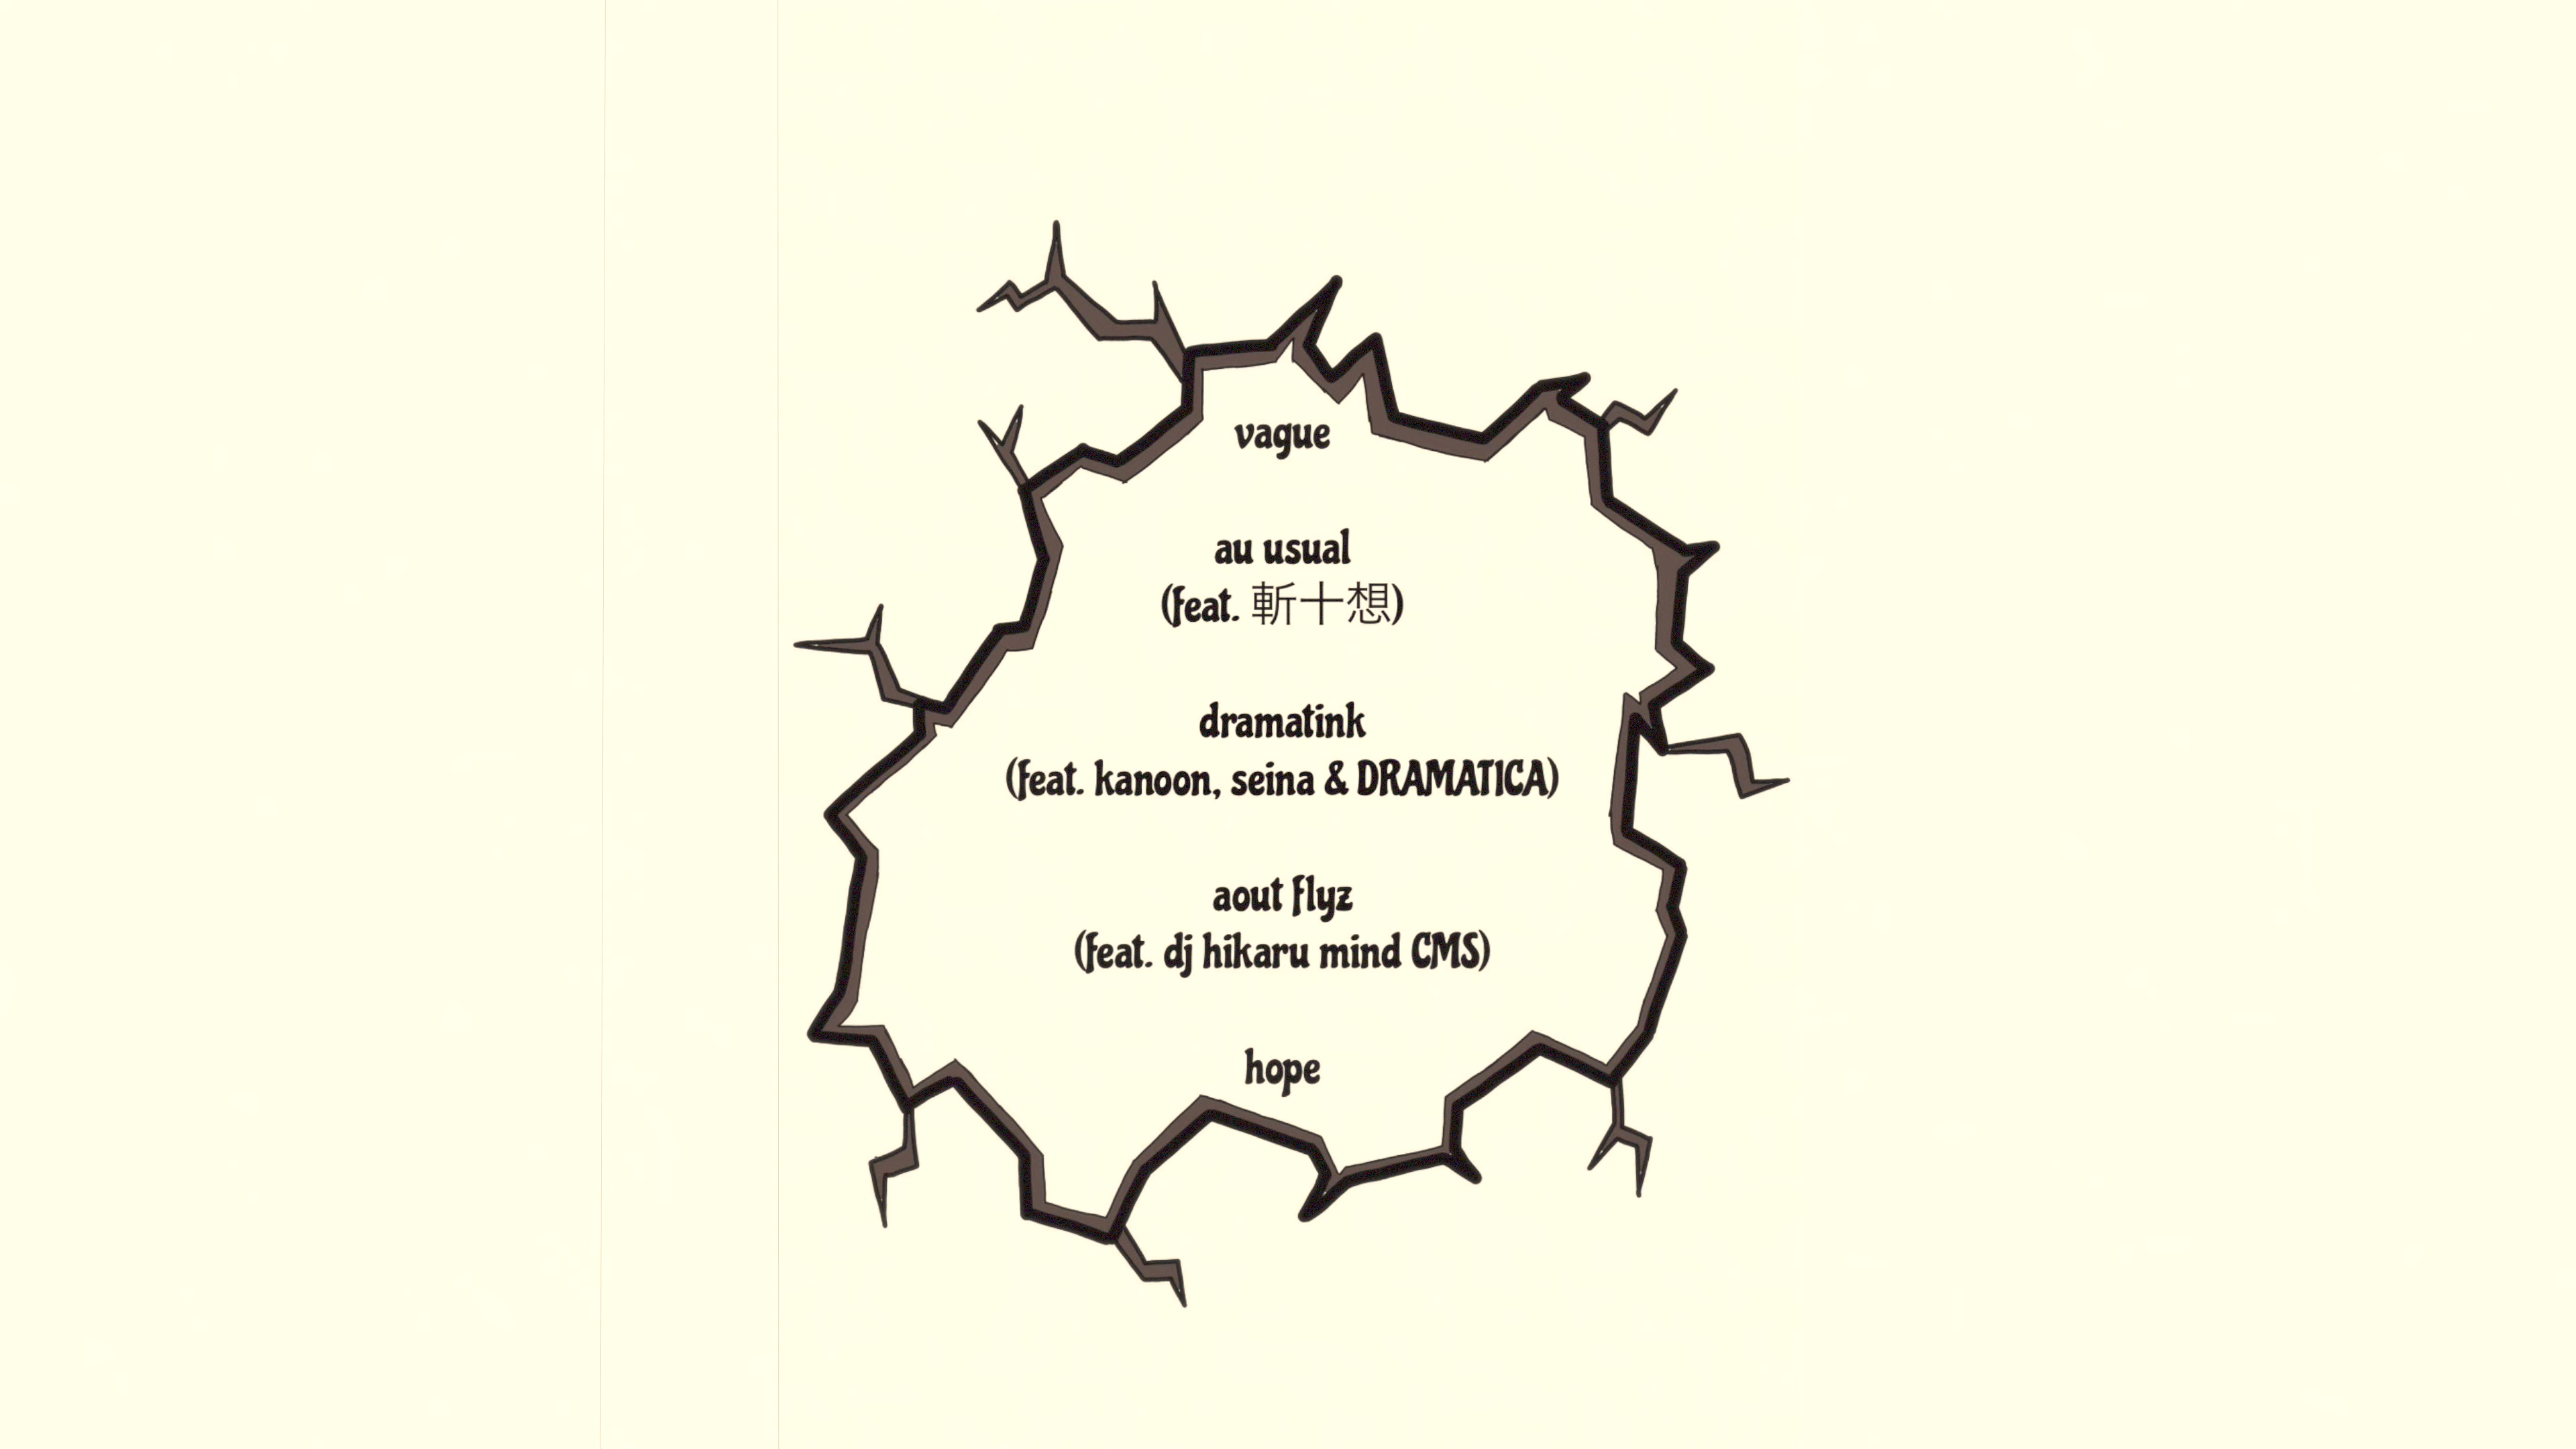 vague
au usual
(feat. 斬十想)
dramatink
(feat. kanoon, seina & DRAMATICA)
aout flyz
(feat. dj hikaru mind CMS)
hope